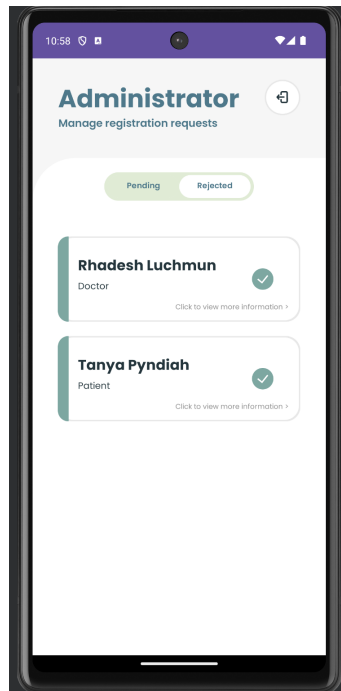 10:58
Administrator
Manage registration requests
Pending Rejected
Rhadesh Luchmun
Doctor
Click to view more information >
Tanya Pyndiah
Patient
Click to view more information >